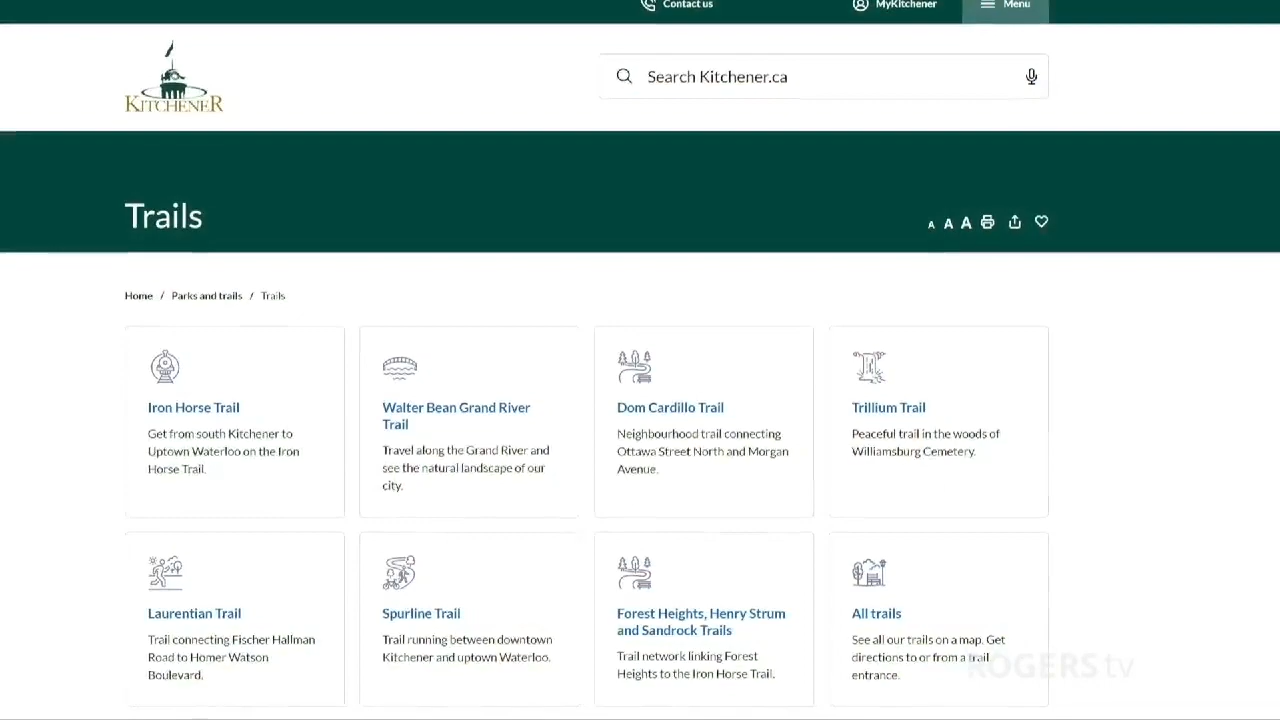 Contact us
MyKitchener
Menu
KITCHENER
Search Kitchener.ca
Trails
A A A
Home / Parks and trails / Trails
Iron Horse Trail
Get from south Kitchener to
Uptown Waterloo on the Iron
Horse Trail.
Walter Bean Grand River
Trail
Travel along the Grand River and
see the natural landscape of our
city.
Dom Cardillo Trail
Neighbourhood trail connecting
Ottawa Street North and Morgan
Avenue.
Trillium Trail
Peaceful trail in the woods of
Williamsburg Cemetery.
Laurentian Trail
Trail connecting Fischer Hallman
Road to Homer Watson
Boulevard.
Spurline Trail
Trail running between downtown
Kitchener and uptown Waterloo.
Forest Heights, Henry Strum
and Sandrock Trails
Trail network linking Forest
Heights to the Iron Horse Trail.
All trails
See all our trails on a map. Get
directions to or from a trail
entrance.
ROGERS tv